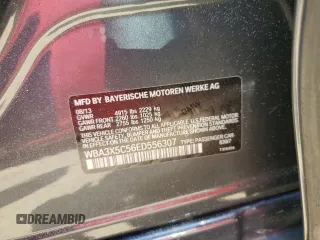 MFD BY BAYERISCHE MOTOREN WERKE AG
08/13
GVWR 4915 lbs 2229 kg
GAWR FRONT 2260 lbs 1025 kg
GAWR REAR 2755 lbs 1250 kg
THIS VEHICLE CONFORMS TO ALL APPLICABLE FEDERAL MOTOR
VEHICLE SAFETY, BUMPER AND THEFT PREVENTION STANDARDS
IN EFFECT ON THE DATE OF MANUFACTURE SHOWN ABOVE
WBA3X5C56ED556307 TYPE: PASSENGER CAR
DREAMBID